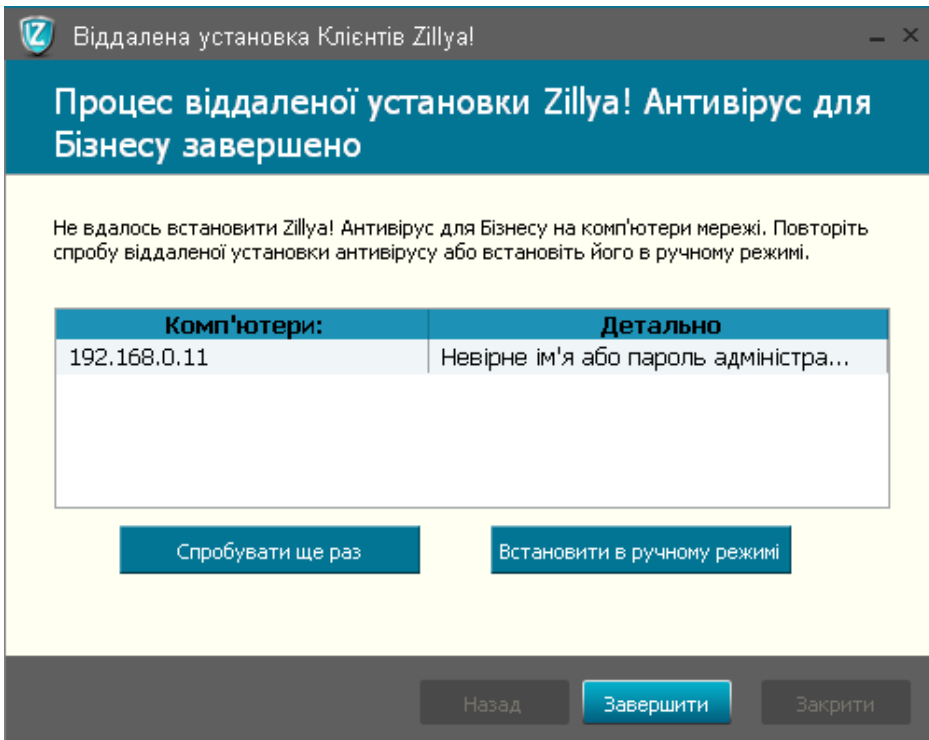 Віддалена установка Клієнтів Zillya!
Процес віддаленої установки Zillya! Антивірус для
Бізнесу завершено
Не вдалось встановити Zillya! Антивірус для Бізнесу на комп'ютери мережі. Повторіть
спробу віддаленої установки антивірусу або встановіть його в ручному режимі.
Комп'ютери: Детально
192.168.0.11 Невірне ім'я або пароль адміністра...
Спробувати ще раз Встановити в ручному режимі
Назад Завершити Закрити